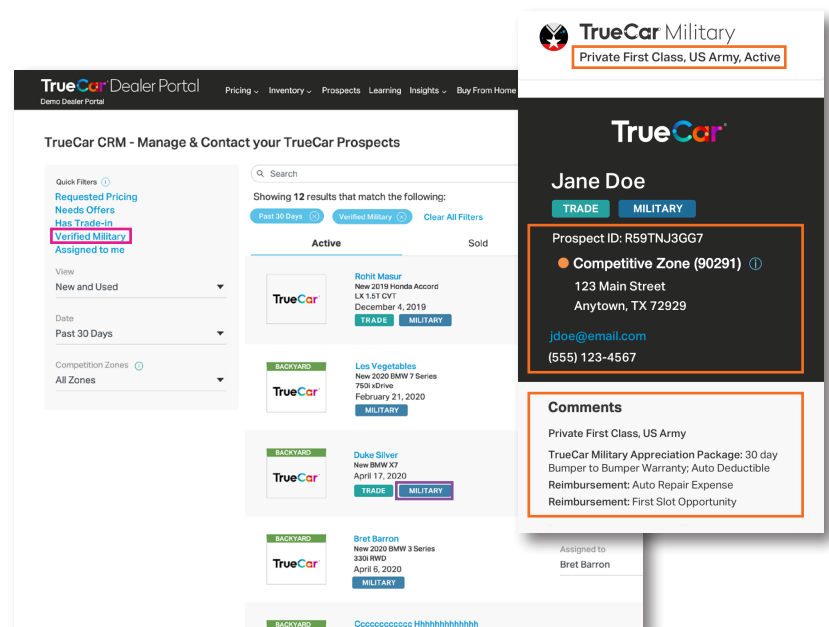 TrueCar Military
Private First Class, US Army, Active
TrueCar
Jane Doe
TRADE MILITARY
Prospect ID: R59TNJ3GG7
Competitive Zone (90291)
123 Main Street
Anytown, TX 72929
jdoe@email.com
(555) 123-4567
Comments
Private First Class, US Army
TrueCar Military Appreciation Package: 30 day
Bumper to Bumper Warranty; Auto Deductible
Reimbursement: Auto Repair Expense
Reimbursement: First Slot Opportunity
TrueCar Dealer Portal
Demo Dealer Portal
Pricing Inventory Prospects Learning Insights Buy From Home
TrueCar CRM - Manage & Contact your TrueCar Prospects
Quick Filters
Requested Pricing
Needs Offers
Has Trade-in
Verified Military
Assigned to me
View
New and Used
Date
Past 30 Days
Competition Zones
All Zones
Search
Showing 12 results that match the following:
Past 30 Days Verified Military Clear All Filters
Active Sold
TrueCar
Rohit Masur
New 2019 Honda Accord
LX 1.5T CVT
December 4, 2019
TRADE MILITARY
BACKYARD
TrueCar
Les Vegetables
New 2020 BMW 7 Series
750i xDrive
February 21, 2020
MILITARY
BACKYARD
TrueCar
Duke Silver
New BMW X7
April 17, 2020
TRADE MILITARY
BACKYARD
TrueCar
Bret Barron
New 2020 BMW 3 Series
330i RWD
April 6, 2020
MILITARY
Assigned to
Bret Barron
BACKYARD
Cccccccccccc Hhhhhhhhhhhh